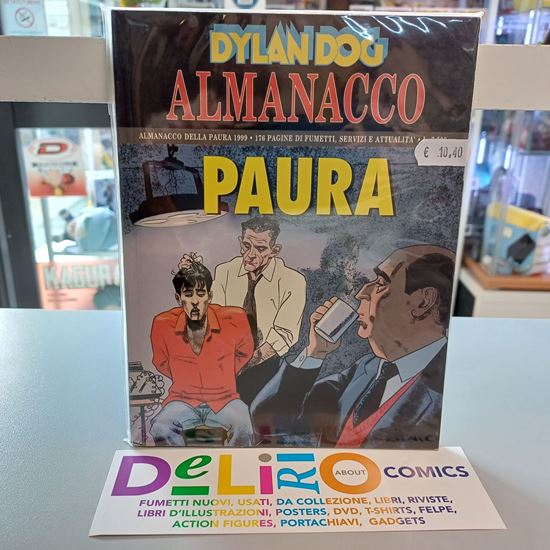 DYLAN DOG
ALMANACCO
ALMANACCO DELLA PAURA 1999 • 176 PAGINE DI FUMETTI, SERVIZI E ATTUALITA' •
€ 10,40
PAURA
DeLiRIO ABOUT COMICS
FUMETTI NUOVI, USATI, DA COLLEZIONE, LIBRI, RIVISTE,
LIBRI D'ILLUSTRAZIONI, POSTERS, DVD, T-SHIRTS, FELPE,
ACTION FIGURES, PORTACHIAVI, GADGETS